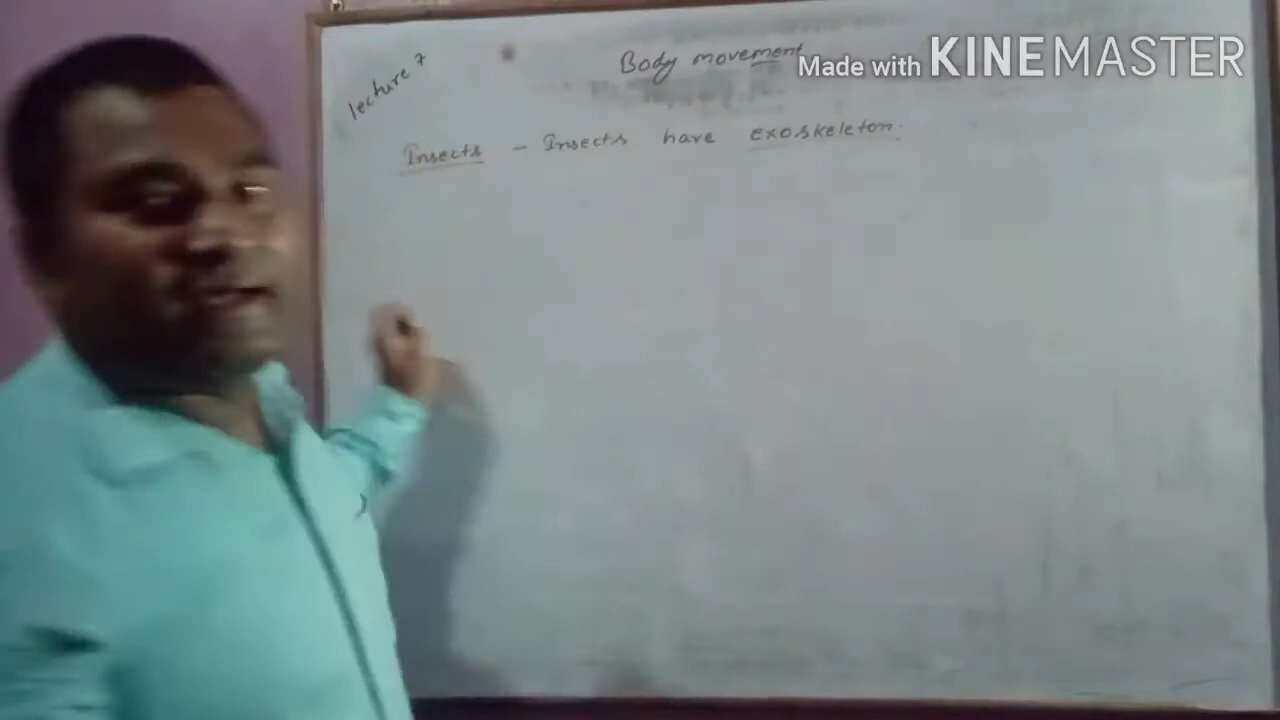 lecture 7
Body movement
Made with KINEMASTER
Insects - Insects have exoskeleton.